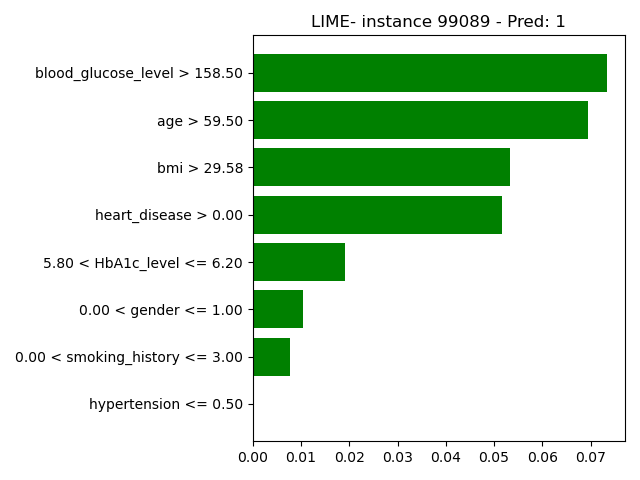 LIME- instance 99089 - Pred: 1
blood_glucose_level > 158.50
age > 59.50
bmi > 29.58
heart_disease > 0.00
5.80 < HbA1c_level <= 6.20
0.00 < gender <= 1.00
0.00 < smoking_history <= 3.00
hypertension <= 0.50
0.00 0.01 0.02 0.03 0.04 0.05 0.06 0.07